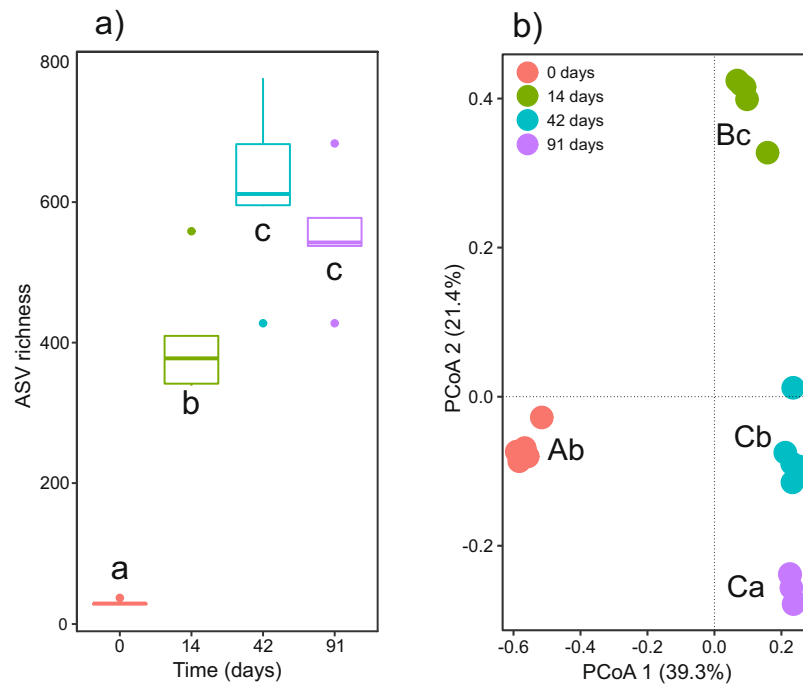 a)
800
600
400
200
0
ASV richness
a
b
c
c
0 14 42 91
Time (days)
b)
0 days
14 days
42 days
91 days
0.4
0.2
0.0
-0.2
PCoA 2 (21.4%)
Bc
Ab
Cb
Ca
-0.6 -0.4 -0.2 0.0 0.2
PCoA 1 (39.3%)